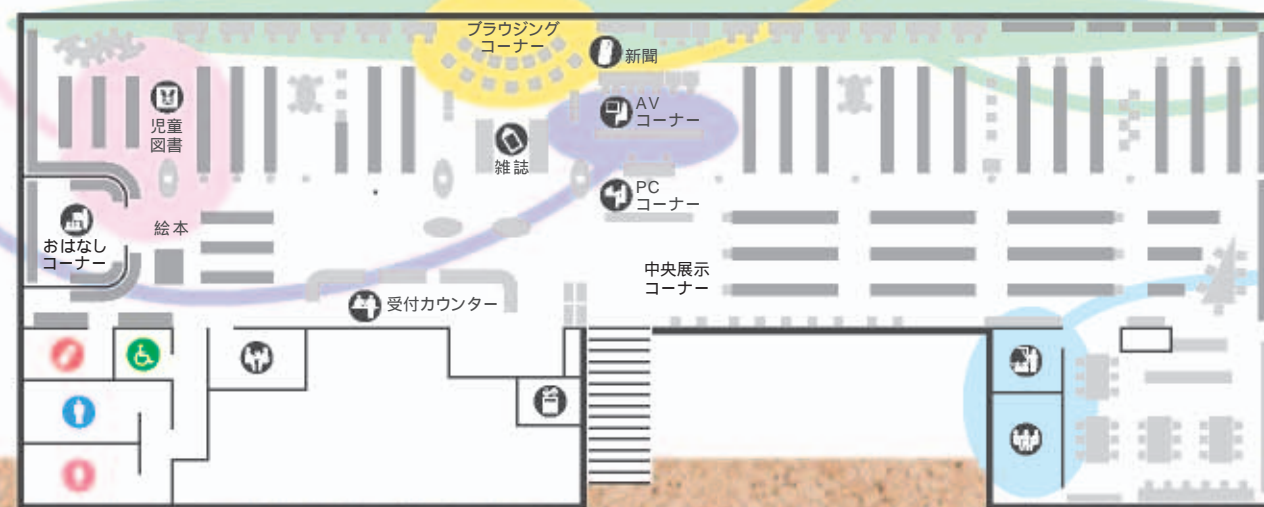 ブラウジング
コーナー
新聞
AV
コーナー
児童
図書
雑誌
PC
コーナー
絵本
おはなし
コーナー
中央展示
コーナー
受付カウンター